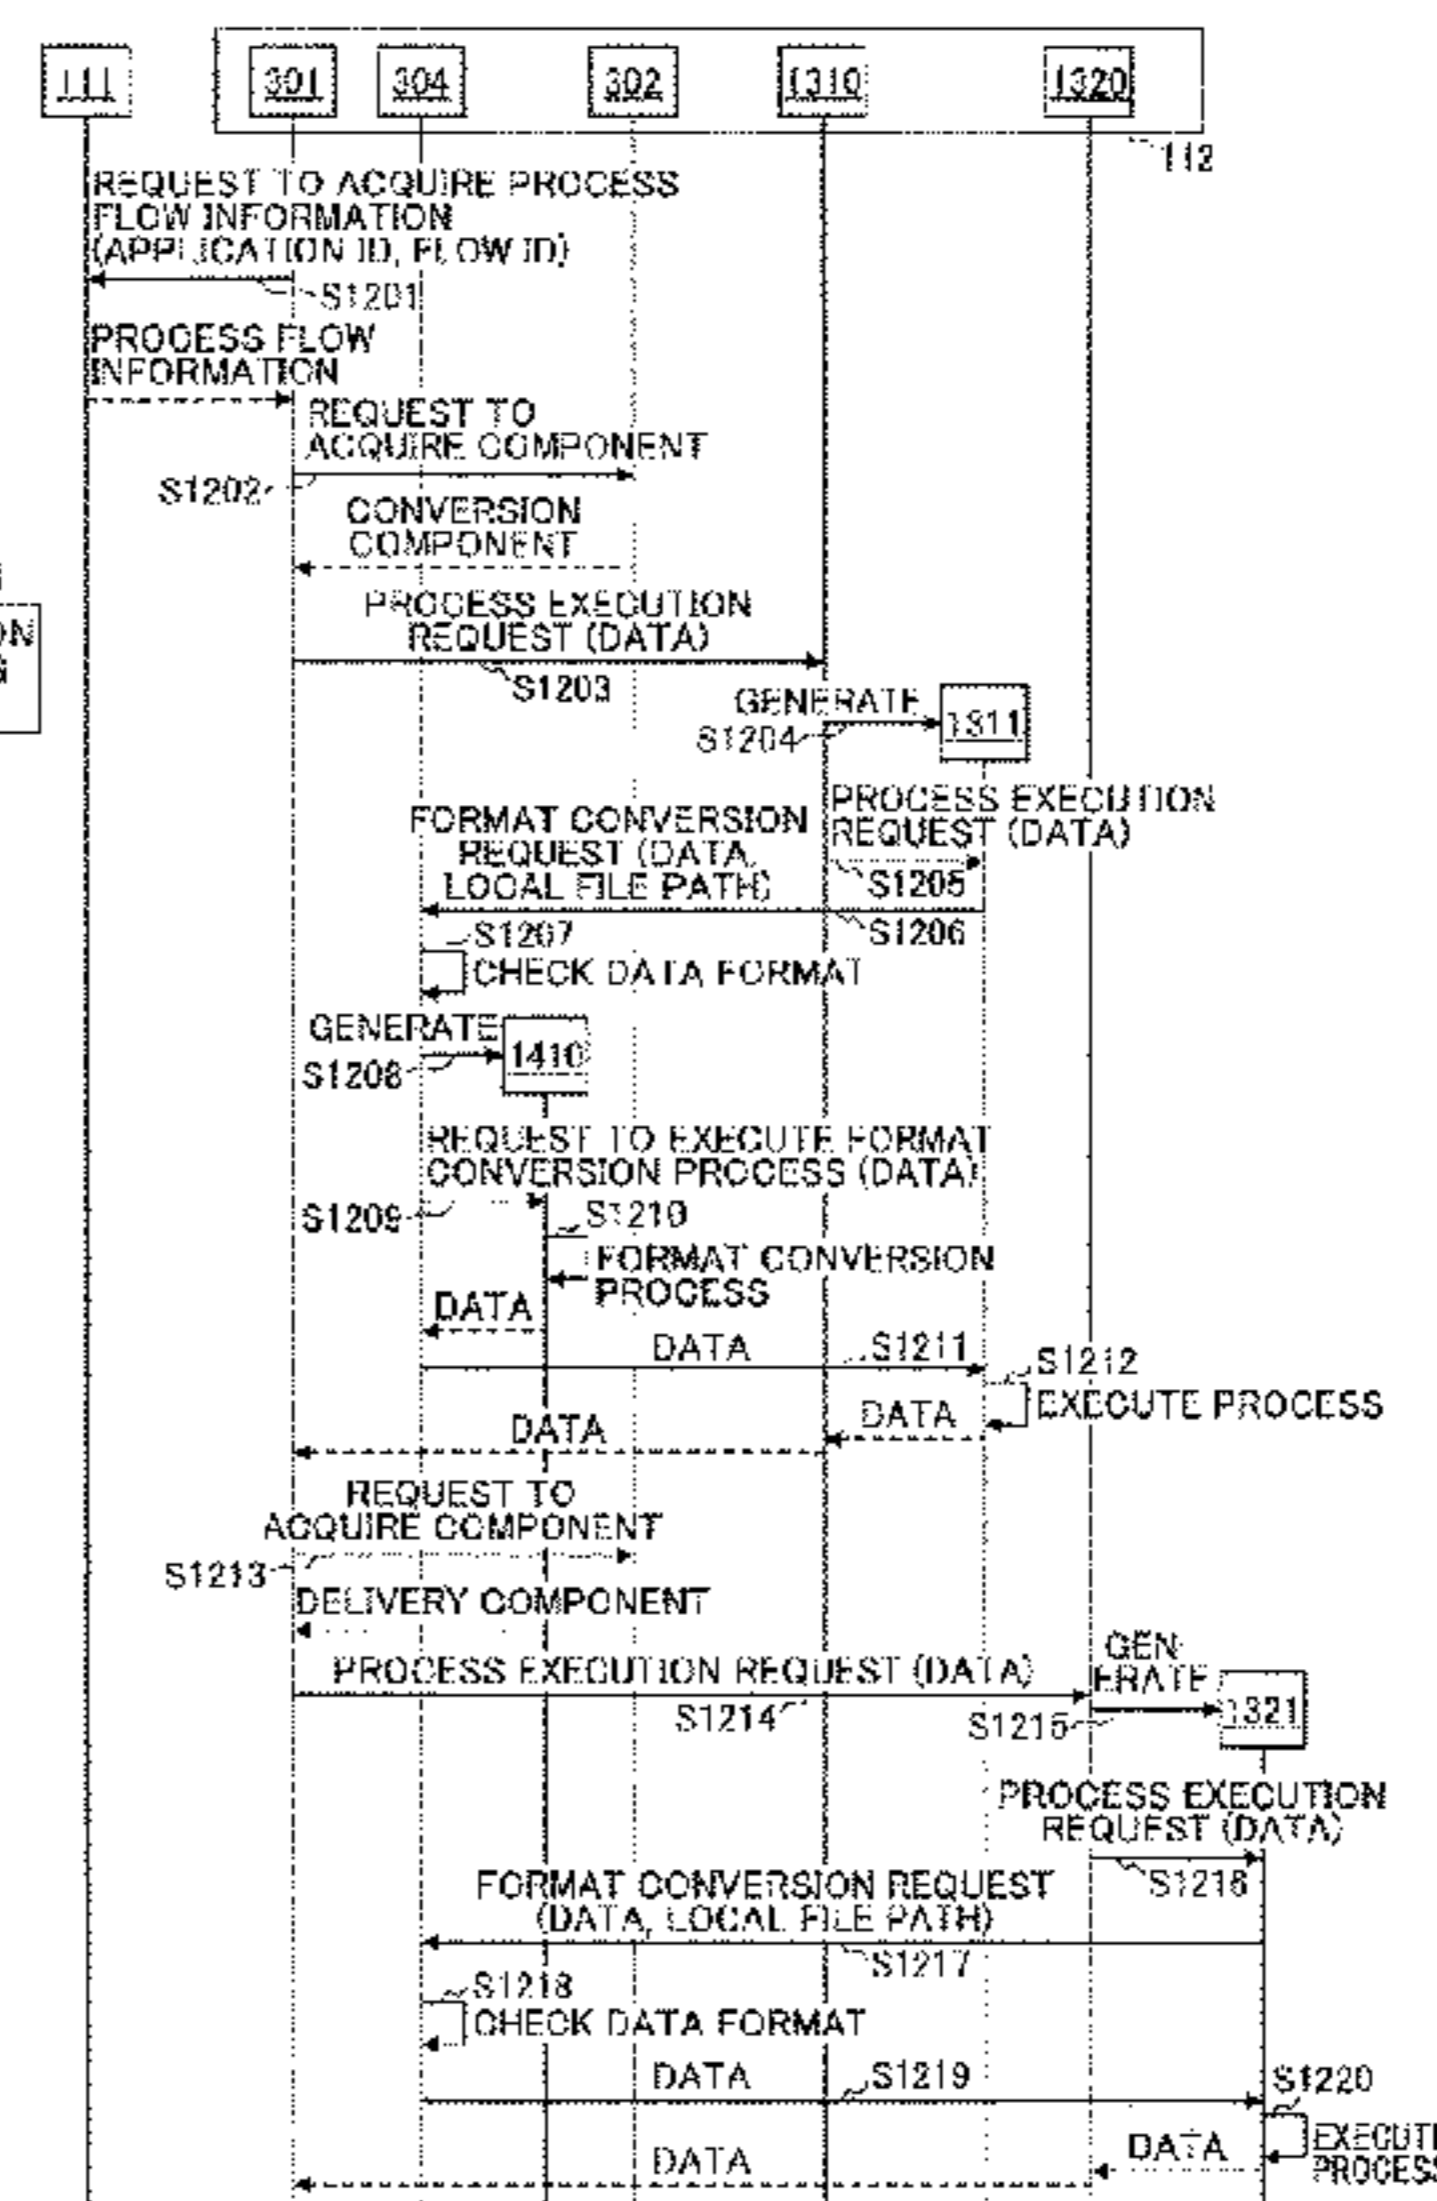 111
301
304
302
1310
1320
112
REQUEST TO ACQUIRE PROCESS
FLOW INFORMATION
(APPLICATION ID, FLOW ID)
S1201
PROCESS FLOW
INFORMATION
REQUEST TO
ACQUIRE COMPONENT
S1202
CONVERSION
COMPONENT
PROCESS EXECUTION
REQUEST (DATA)
S1203
GENERATE
1311
S1204
PROCESS EXECUTION
REQUEST (DATA)
S1205
FORMAT CONVERSION
REQUEST (DATA,
LOCAL FILE PATH)
S1206
S1207
CHECK DATA FORMAT
GENERATE
1410
S1208
REQUEST TO EXECUTE FORMAT
CONVERSION PROCESS (DATA)
S1209
S1210
FORMAT CONVERSION
PROCESS
DATA
DATA
S1211
S1212
EXECUTE PROCESS
DATA
DATA
REQUEST TO
ACQUIRE COMPONENT
S1213
DELIVERY COMPONENT
PROCESS EXECUTION REQUEST (DATA)
S1214
GEN-
ERATE
1321
S1215
PROCESS EXECUTION
REQUEST (DATA)
S1216
FORMAT CONVERSION REQUEST
(DATA, LOCAL FILE PATH)
S1217
S1218
CHECK DATA FORMAT
DATA
S1219
S1220
EXECUTE
PROCESS
DATA
DATA